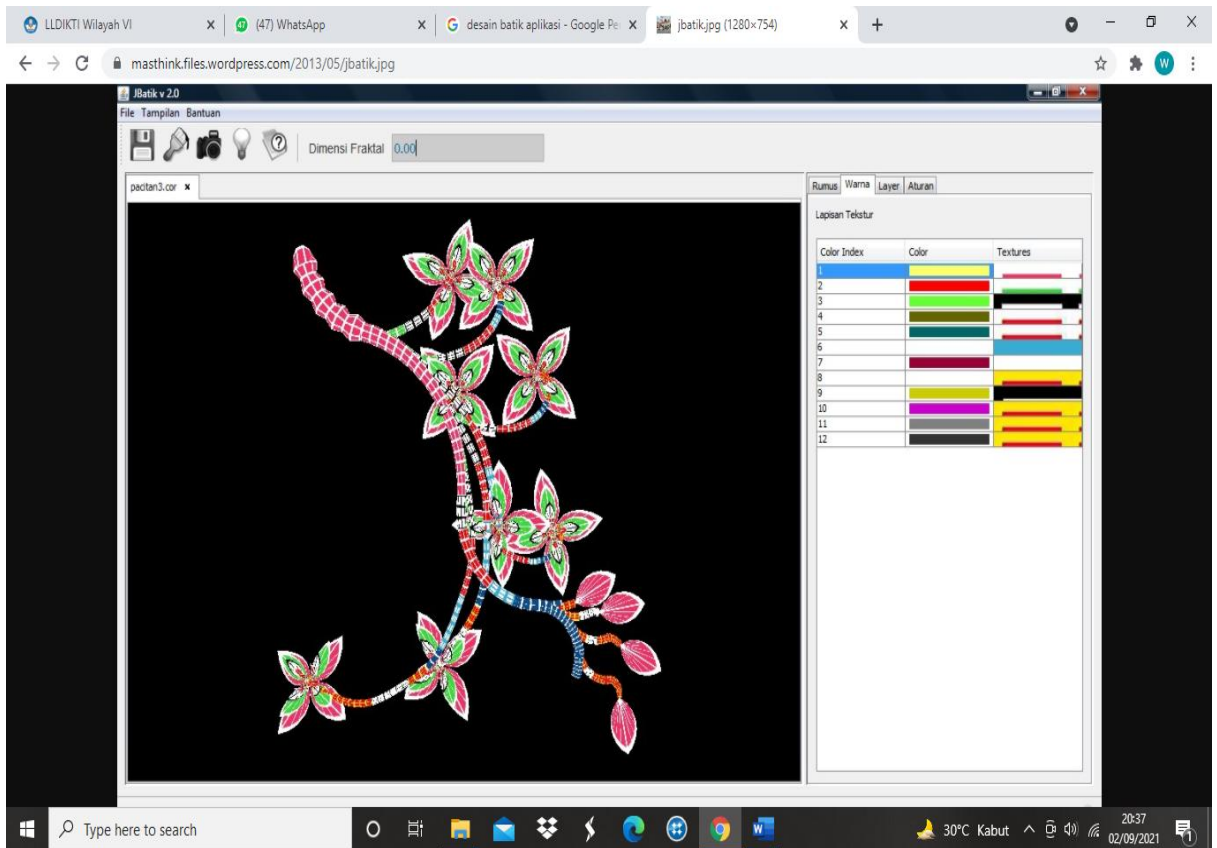 LLDIKTI Wilayah VI
(47) WhatsApp
desain batik aplikasi - Google Pe
jbatik.jpg (1280×754)
masthink.files.wordpress.com/2013/05/jbatik.jpg
W
JBatik v 2.0
File Tampilan Bantuan
Dimensi Fraktal 0.00
pacitan3.cor
Rumus Warna Layer Aturan
Lapisan Tekstur
Color Index Color Textures
1
2
3
4
5
6
7
8
9
10
11
12
Type here to search
30°C Kabut
20:37
02/09/2021
1